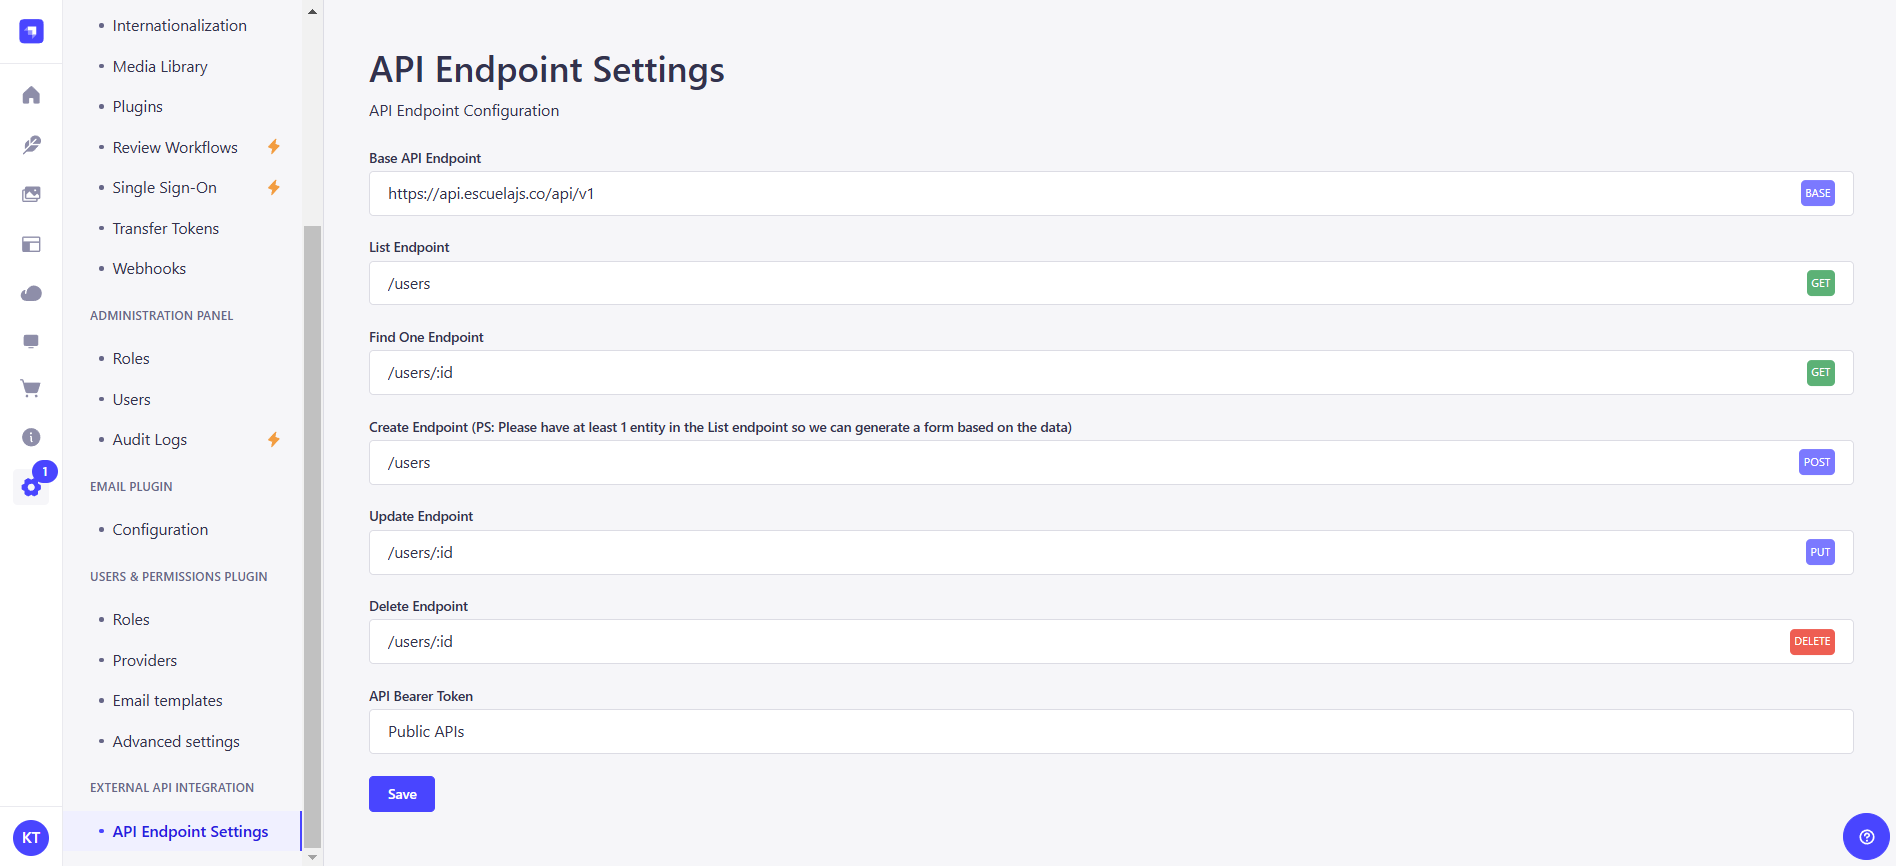 Internationalization
Media Library
Plugins
Review Workflows
Single Sign-On
Transfer Tokens
Webhooks
ADMINISTRATION PANEL
Roles
Users
Audit Logs
1
EMAIL PLUGIN
Configuration
USERS & PERMISSIONS PLUGIN
Roles
Providers
Email templates
Advanced settings
EXTERNAL API INTEGRATION
API Endpoint Settings
KT
API Endpoint Settings
API Endpoint Configuration
Base API Endpoint
https://api.escuelajs.co/api/v1 BASE
List Endpoint
/users GET
Find One Endpoint
/users/:id GET
Create Endpoint (PS: Please have at least 1 entity in the List endpoint so we can generate a form based on the data)
/users POST
Update Endpoint
/users/:id PUT
Delete Endpoint
/users/:id DELETE
API Bearer Token
Public APIs
Save